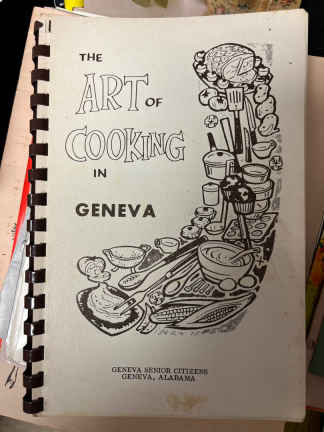 THE
ART OF
COOKING
IN
GENEVA
GENEVA SENIOR CITIZENS
GENEVA, ALABAMA